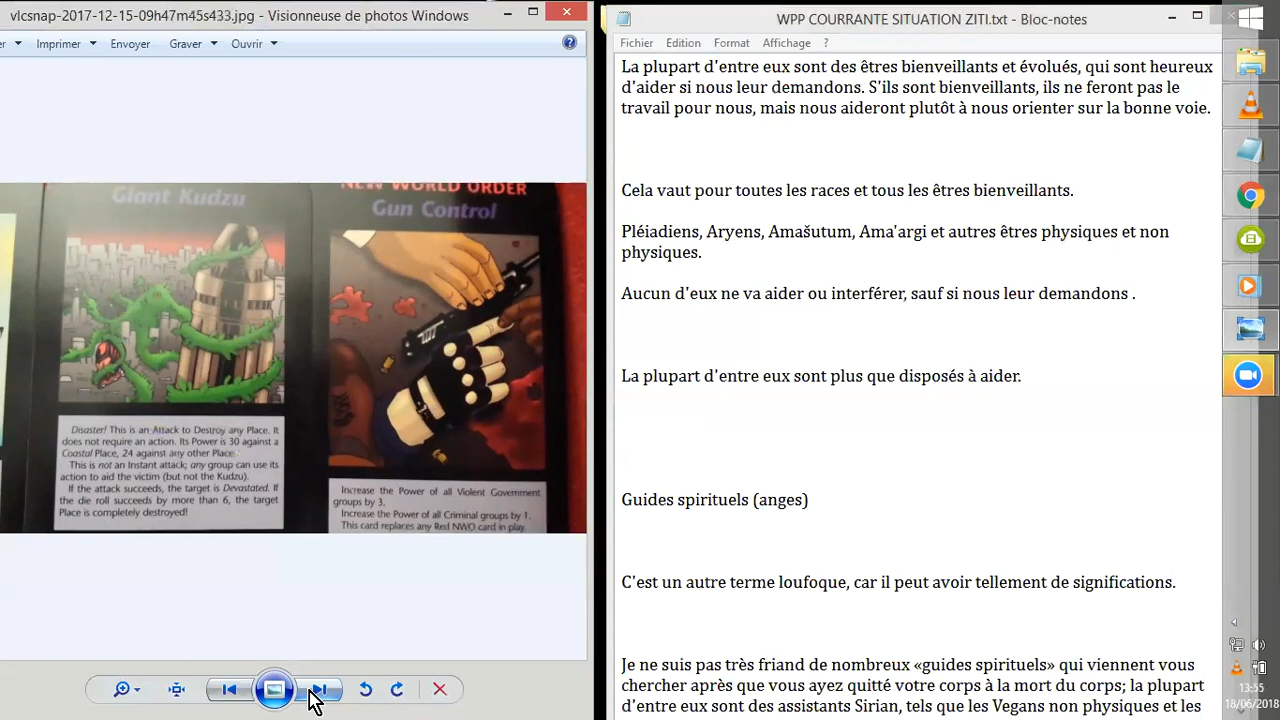 vlcsnap-2017-12-15-09h47m45s433.jpg - Visionneuse de photos Windows
Imprimer
Envoyer
Graver
Ouvrir
?
Giant Kudzu
Disaster! This is an Attack to Destroy any Place. It
does not require an action. Its Power is 30 against a
Coastal Place, 24 against any other Place.
This is not an Instant attack; any group can use its
action to aid the victim (but not the Kudzu).
If the attack succeeds, the target is Devastated. If
the die roll succeeds by more than 6, the target
Place is completely destroyed!
NEW WORLD ORDER
Gun Control
Increase the Power of all Violent Government
groups by 3.
Increase the Power of all Criminal groups by 1.
This card replaces any Red NWO card in play.
WPP COURRANTE SITUATION ZITI.txt - Bloc-notes
Fichier Edition Format Affichage ?
La plupart d'entre eux sont des êtres bienveillants et évolués, qui sont heureux
d'aider si nous leur demandons. S'ils sont bienveillants, ils ne feront pas le
travail pour nous, mais nous aideront plutôt à nous orienter sur la bonne voie.
Cela vaut pour toutes les races et tous les êtres bienveillants.
Pléiadiens, Aryens, Amašutum, Ama'argi et autres êtres physiques et non
physiques.
Aucun d'eux ne va aider ou interférer, sauf si nous leur demandons .
La plupart d'entre eux sont plus que disposés à aider.
Guides spirituels (anges)
C'est un autre terme loufoque, car il peut avoir tellement de significations.
Je ne suis pas très friand de nombreux «guides spirituels» qui viennent vous
chercher après que vous ayez quitté votre corps à la mort du corps; la plupart
d'entre eux sont des assistants Sirian, tels que les Vegans non physiques et les
13:55
18/06/2018